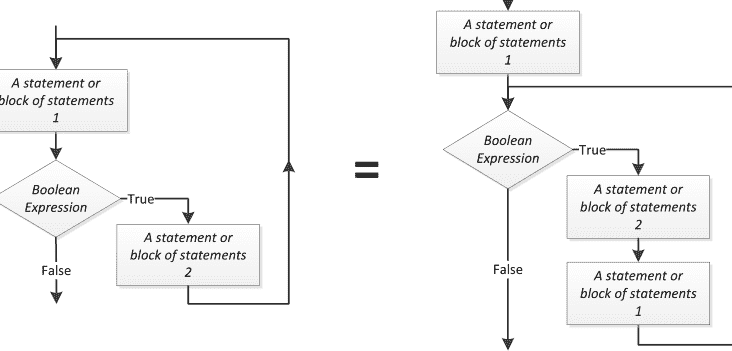 A statement or
block of statements
1
Boolean
Expression
True
A statement or
block of statements
2
False
=
A statement or
block of statements
1
Boolean
Expression
True
A statement or
block of statements
2
A statement or
block of statements
1
False